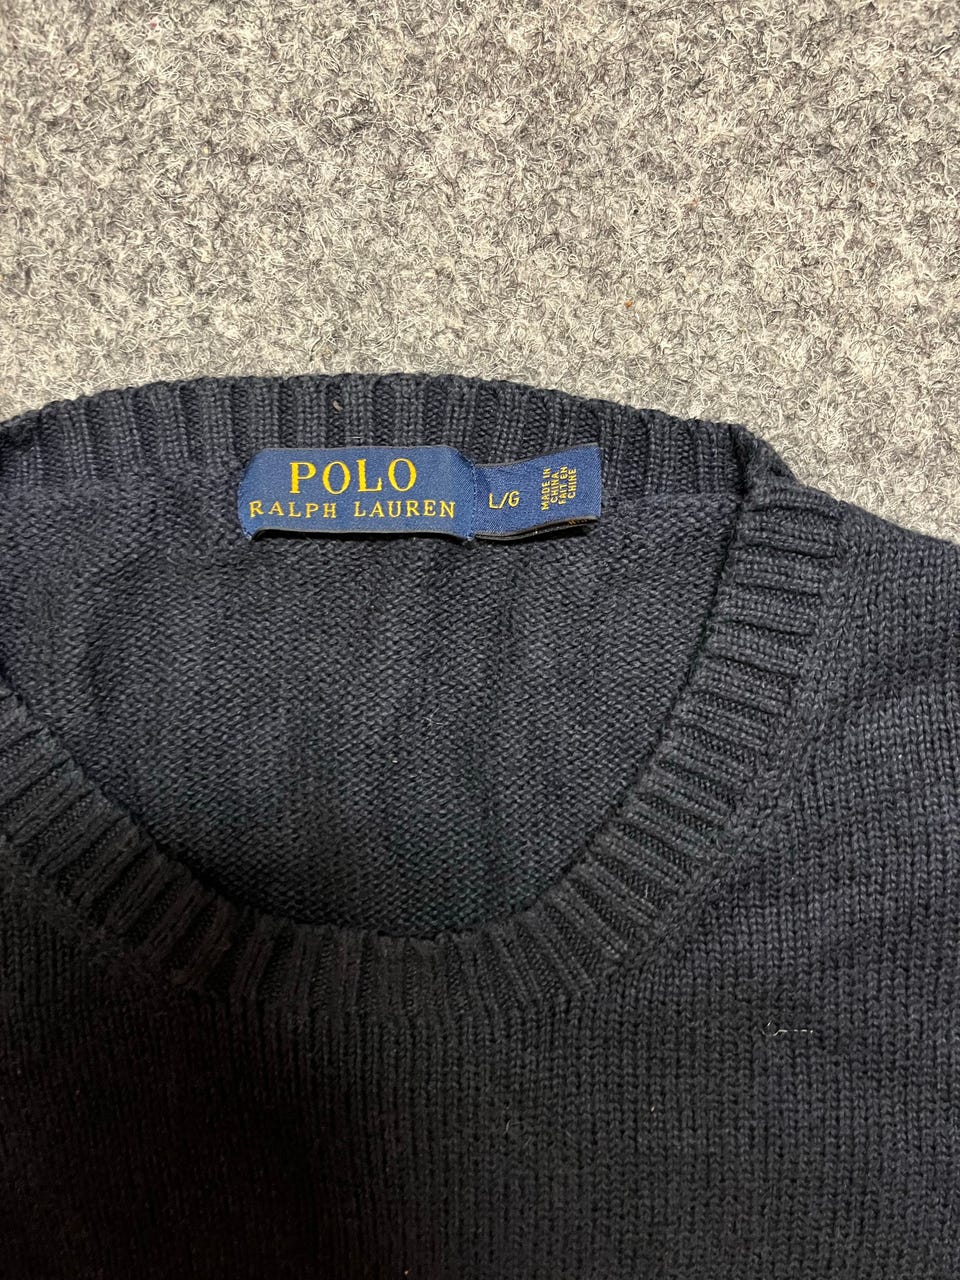 POLO
RALPH LAUREN
L/G
MADE IN
CHINA
FAIT EN
CHINE